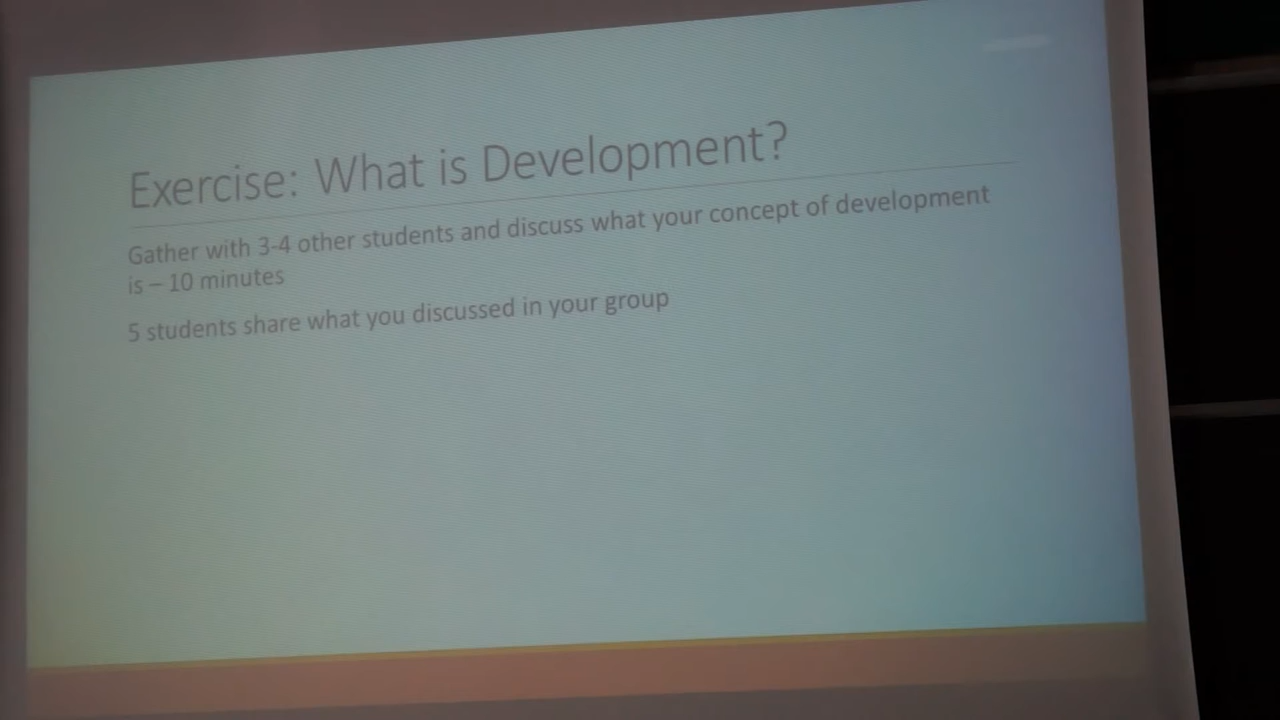 Exercise: What is Development?
Gather with 3-4 other students and discuss what your concept of development
is – 10 minutes
5 students share what you discussed in your group